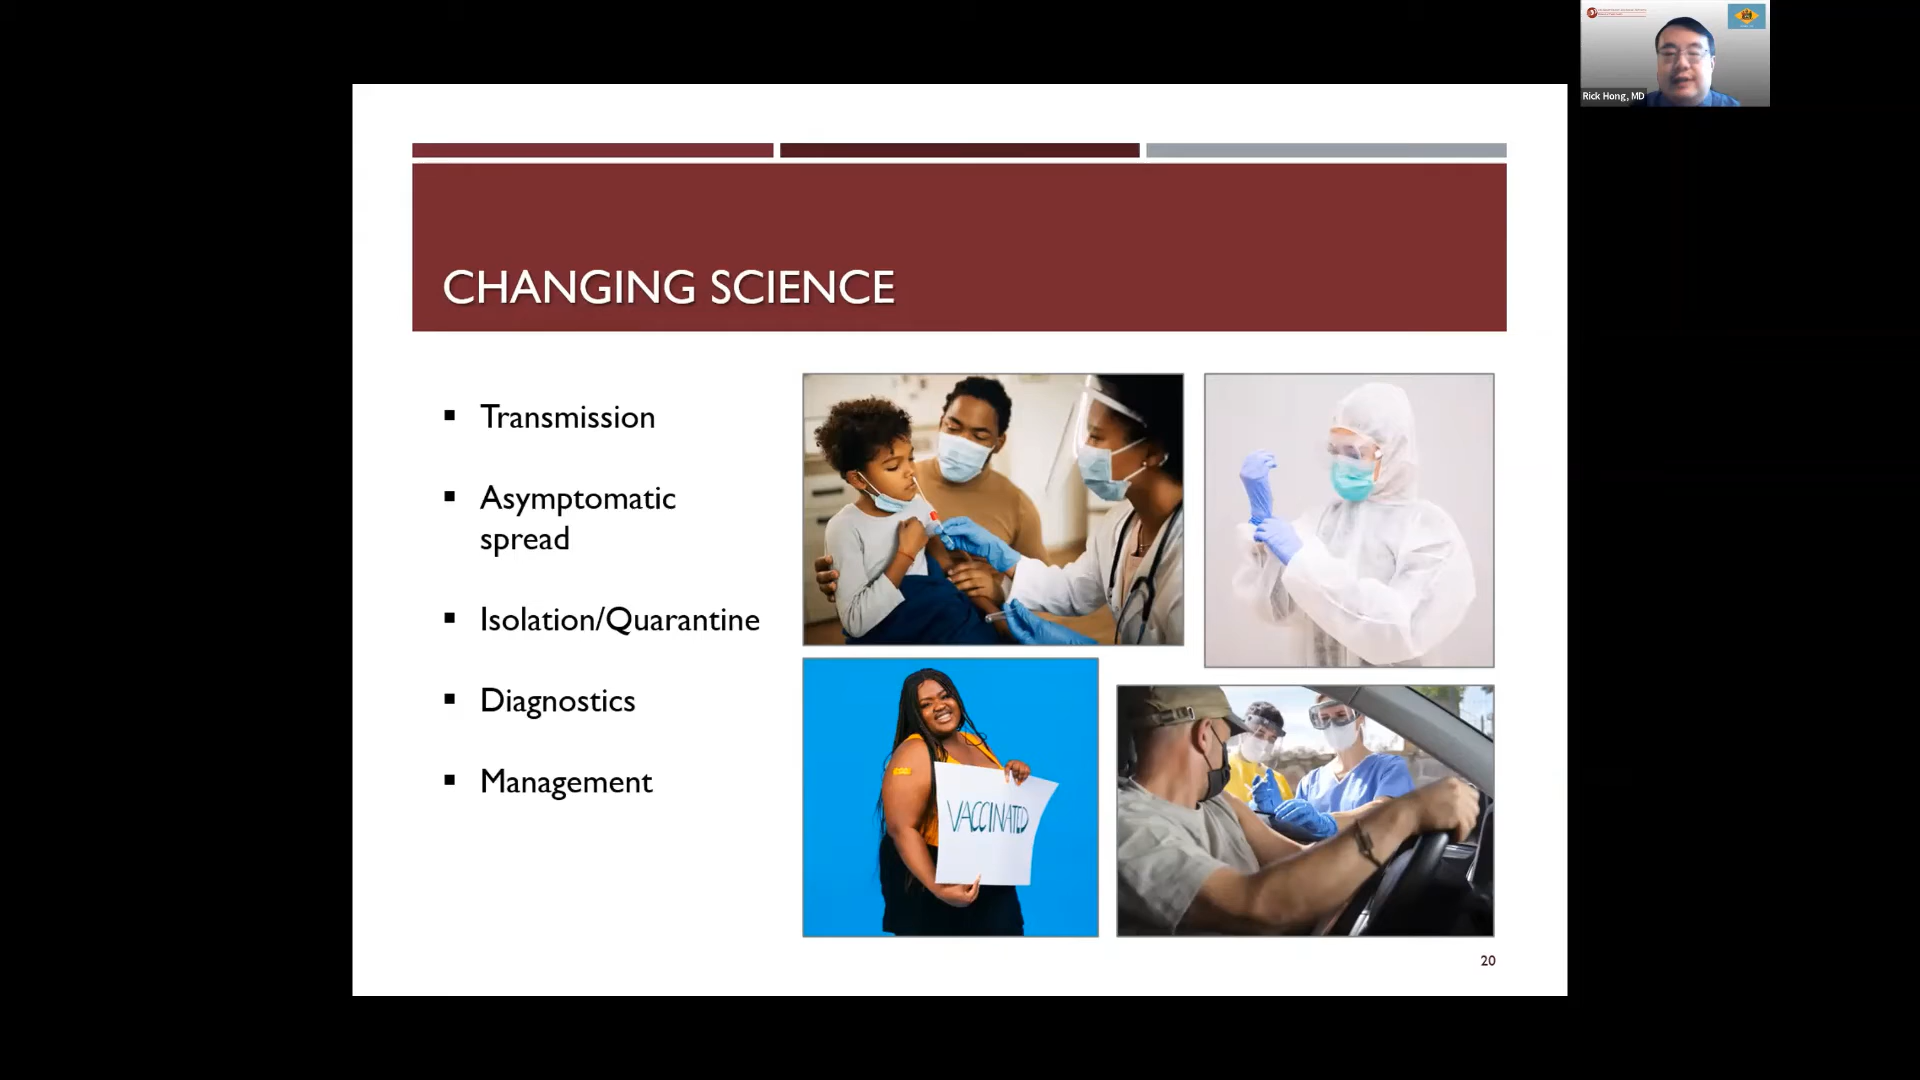 Rick Hong, MD
CHANGING SCIENCE
Transmission
Asymptomatic
spread
Isolation/Quarantine
Diagnostics
Management
VACCINATED
20